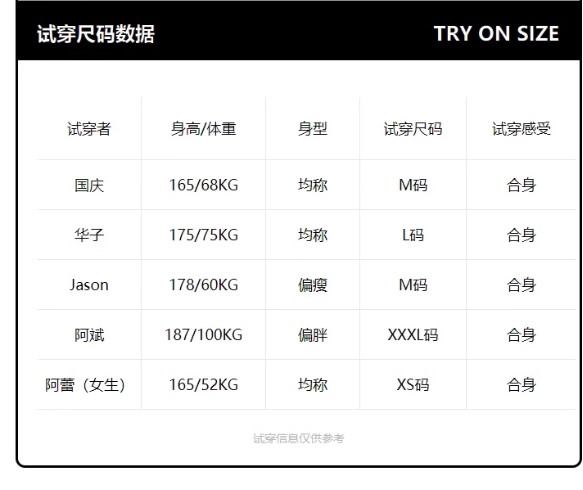 试穿尺码数据 TRY ON SIZE
试穿者 身高/体重 身型 试穿尺码 试穿感受
国庆 165/68KG 均称 M码 合身
华子 175/75KG 均称 L码 合身
Jason 178/60KG 偏瘦 M码 合身
阿斌 187/100KG 偏胖 XXXL码 合身
阿蕾（女生） 165/52KG 均称 XS码 合身
试穿信息仅供参考